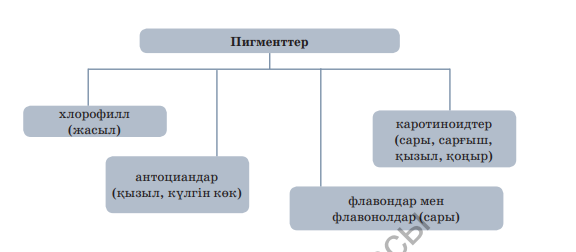 Пигменттер
хлорофилл
(жасыл)
антоциандар
(қызыл, күлгін көк)
флавондар мен
флавонолдар (сары)
каротиноидтер
(сары, сарғыш,
қызыл, қоңыр)